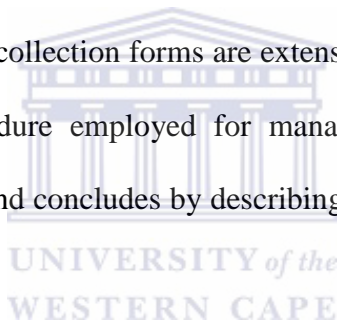 collection forms are extens
dure employed for mana
nd concludes by describing
UNIVERSITY of the
WESTERN CAPE